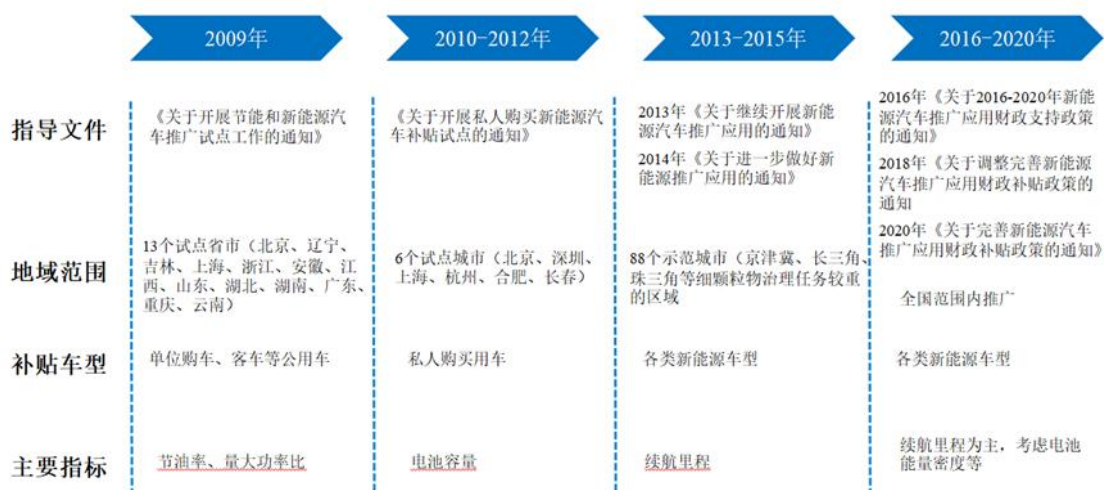 2009年
2010-2012年
2013-2015年
2016-2020年
指导文件
《关于开展节能和新能源汽
车推广试点工作的通知》
《关于开展私人购买新能源汽
车补贴试点的通知》
2013年《关于继续开展新能
源汽车推广应用的通知》
2014年《关于进一步做好新
能源推广应用的通知》
2016年《关于2016-2020年新能
源汽车推广应用财政支持政策
的通知》
2018年《关于调整完善新能源
汽车推广应用财政补贴政策的
通知
2020年《关于完善新能源汽车
推广应用财政补贴政策的通知》
地域范围
13个试点省市（北京、辽宁、
吉林、上海、浙江、安徽、江
西、山东、湖北、湖南、广东、
重庆、云南）
6个试点城市（北京、深圳、
上海、杭州、合肥、长春）
88个示范城市（京津冀、长三角、
珠三角等细颗粒物治理任务较重
的区域
全国范围内推广
补贴车型
单位购车、客车等公用车
私人购买用车
各类新能源车型
各类新能源车型
主要指标
节油率、量大功率比
电池容量
续航里程
续航里程为主，考虑电池
能量密度等